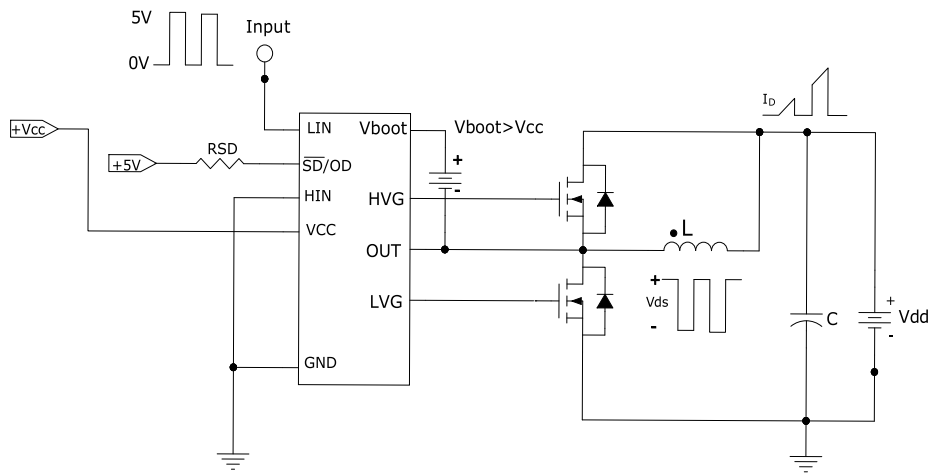 5V
Input
0V
I_D
+Vcc
LIN
Vboot
Vboot>Vcc
RSD
+5V
S̅D̅/OD
+
-
HIN
HVG
VCC
OUT
L
LVG
+
Vds
-
C
+
Vdd
-
GND